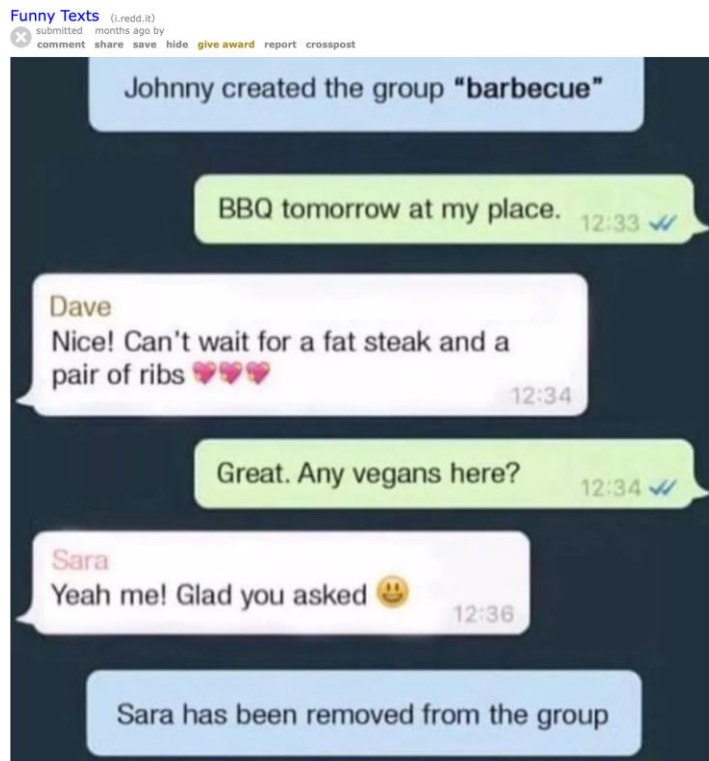 Funny Texts (i.redd.it)
submitted months ago by
comment share save hide give award report crosspost
Johnny created the group "barbecue"
BBQ tomorrow at my place. 12:33
Dave
Nice! Can't wait for a fat steak and a
pair of ribs 💖💖💖
12:34
Great. Any vegans here? 12:34
Sara
Yeah me! Glad you asked 😃
12:36
Sara has been removed from the group